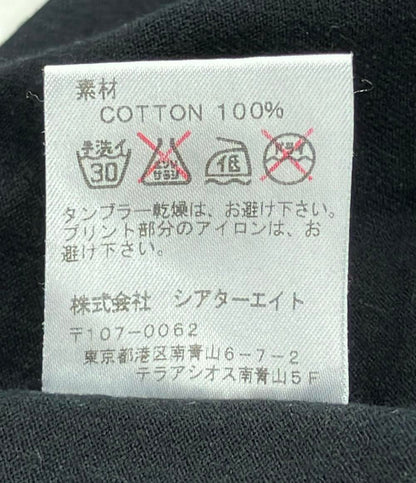 素材
COTTON 100%
手洗イ 30 エンソサラシ 低 ドライ
タンブラー乾燥は、お避け下さい。
プリント部分のアイロンは、お
避け下さい。
株式会社 シアターエイト
〒107-0062
東京都港区南青山6-7-2
テラアシオス南青山5F